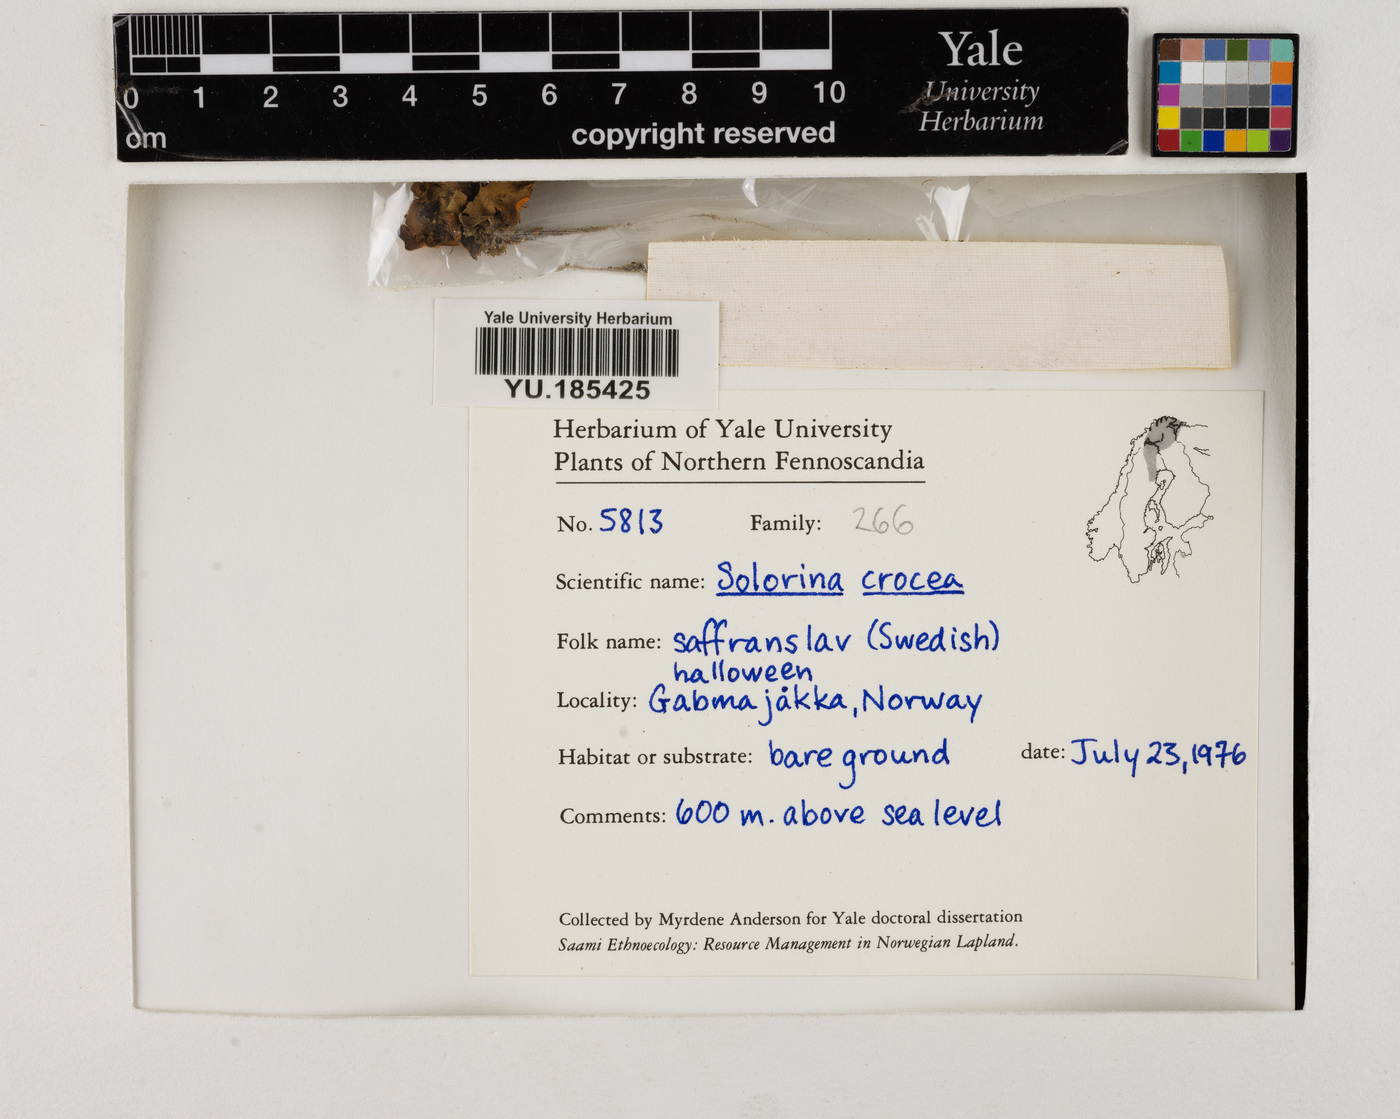 0 1 2 3 4 5 6 7 8 9 10
cm
copyright reserved
Yale
University
Herbarium
Yale University Herbarium
YU.185425
Herbarium of Yale University
Plants of Northern Fennoscandia
No. 5813 Family: 266
Scientific name: Solorina crocea
Folk name: saffranslav (Swedish)
halloween
Locality: Gabmajåkka, Norway
Habitat or substrate: bare ground date: July 23, 1976
Comments: 600 m. above sea level
Collected by Myrdene Anderson for Yale doctoral dissertation
Saami Ethnoecology: Resource Management in Norwegian Lapland.